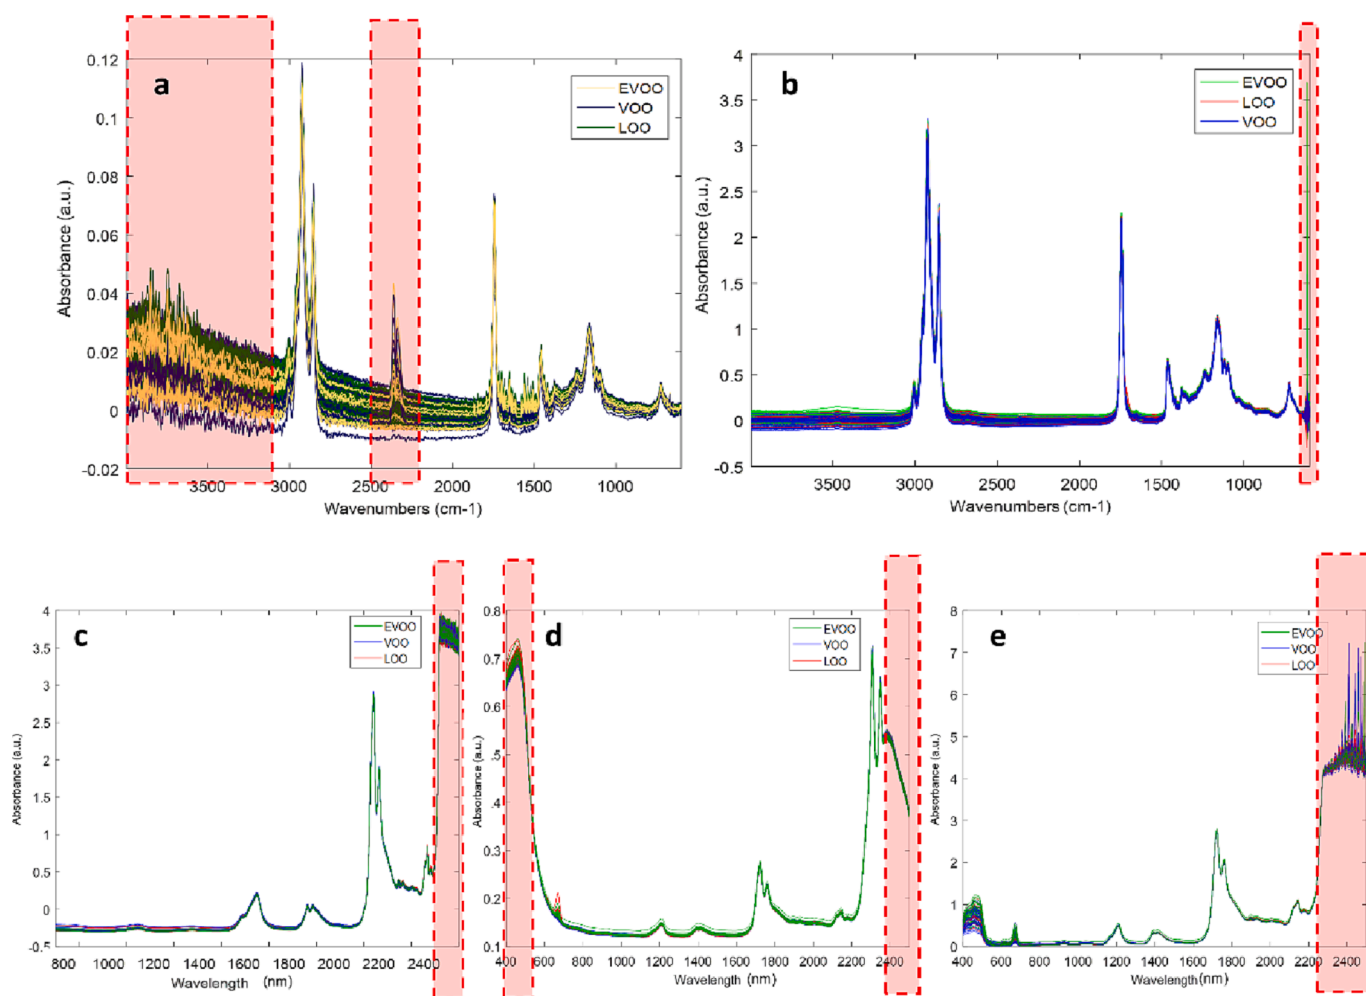 a
0.12
0.1
0.08
0.06
0.04
0.02
0
-0.02
Absorbance (a.u.)
EVOO
VOO
LOO
3500 3000 2500 2000 1500 1000
Wavenumbers (cm-1)
b
4
3.5
3
2.5
2
1.5
1
0.5
0
-0.5
Absorbance (a.u.)
EVOO
LOO
VOO
3500 3000 2500 2000 1500 1000
Wavenumbers (cm-1)
c
4
3.5
3
2.5
2
1.5
1
0.5
0
-0.5
Absorbance (a.u.)
EVOO
VOO
LOO
800 1000 1200 1400 1600 1800 2000 2200 2400
Wavelength (nm)
d
0.8
0.7
0.6
0.5
0.4
0.3
0.2
0.1
Absorbance (a.u.)
EVOO
VOO
LOO
400 600 800 1000 1200 1400 1600 1800 2000 2200 2400
Wavelength (nm)
e
8
7
6
5
4
3
2
1
0
Absorbance (a.u.)
EVOO
VOO
LOO
400 600 800 1000 1200 1400 1600 1800 2000 2200 2400
Wavelength (nm)